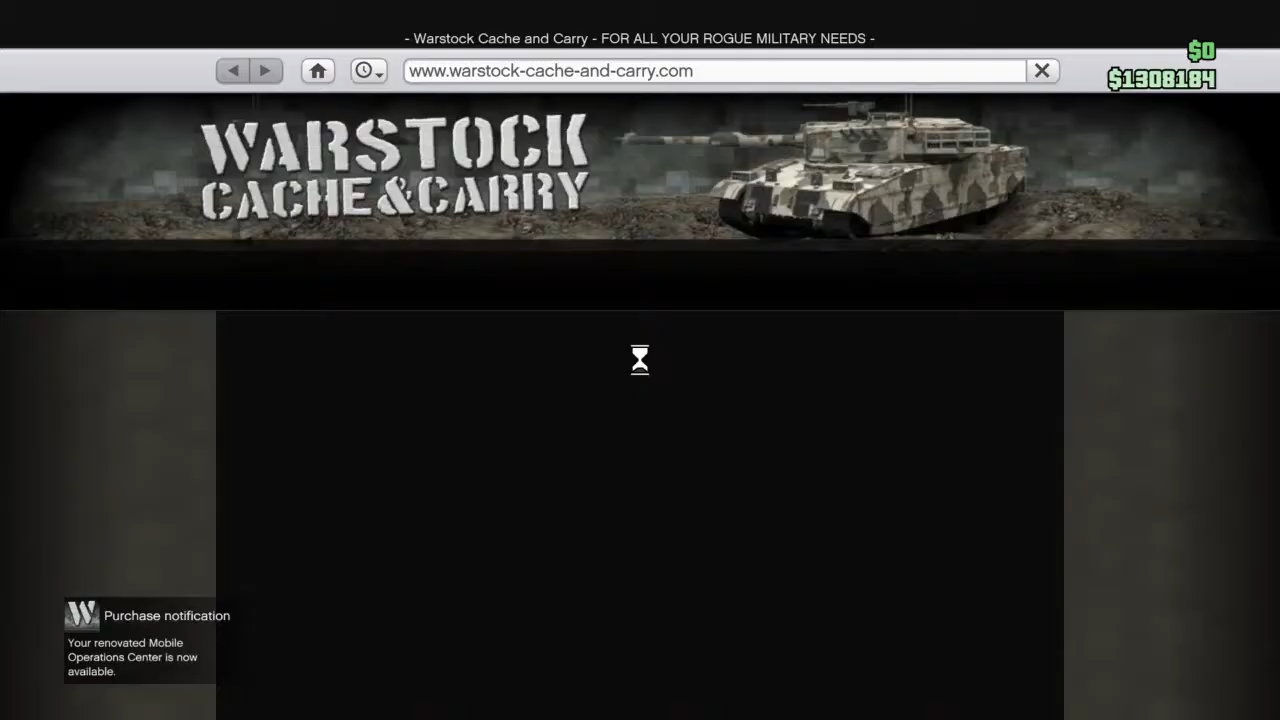 - Warstock Cache and Carry - FOR ALL YOUR ROGUE MILITARY NEEDS -
$0
www.warstock-cache-and-carry.com
$1308184
WARSTOCK
CACHE&CARRY
W
Purchase notification
Your renovated Mobile
Operations Center is now
available.